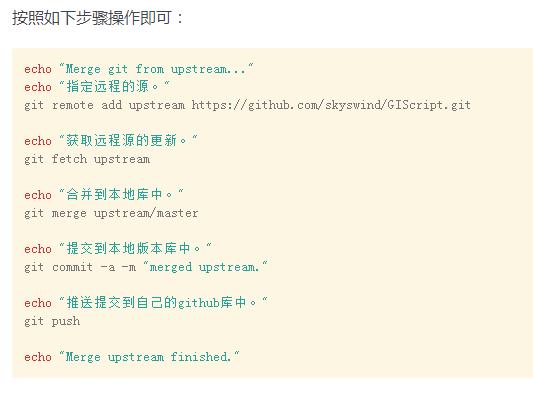 按照如下步骤操作即可：
echo "Merge git from upstream..."
echo "指定远程的源。"
git remote add upstream https://github.com/skyswind/GIScript.git
echo "获取远程源的更新。"
git fetch upstream
echo "合并到本地库中。"
git merge upstream/master
echo "提交到本地版本库中。"
git commit -a -m "merged upstream."
echo "推送提交到自己的github库中。"
git push
echo "Merge upstream finished."